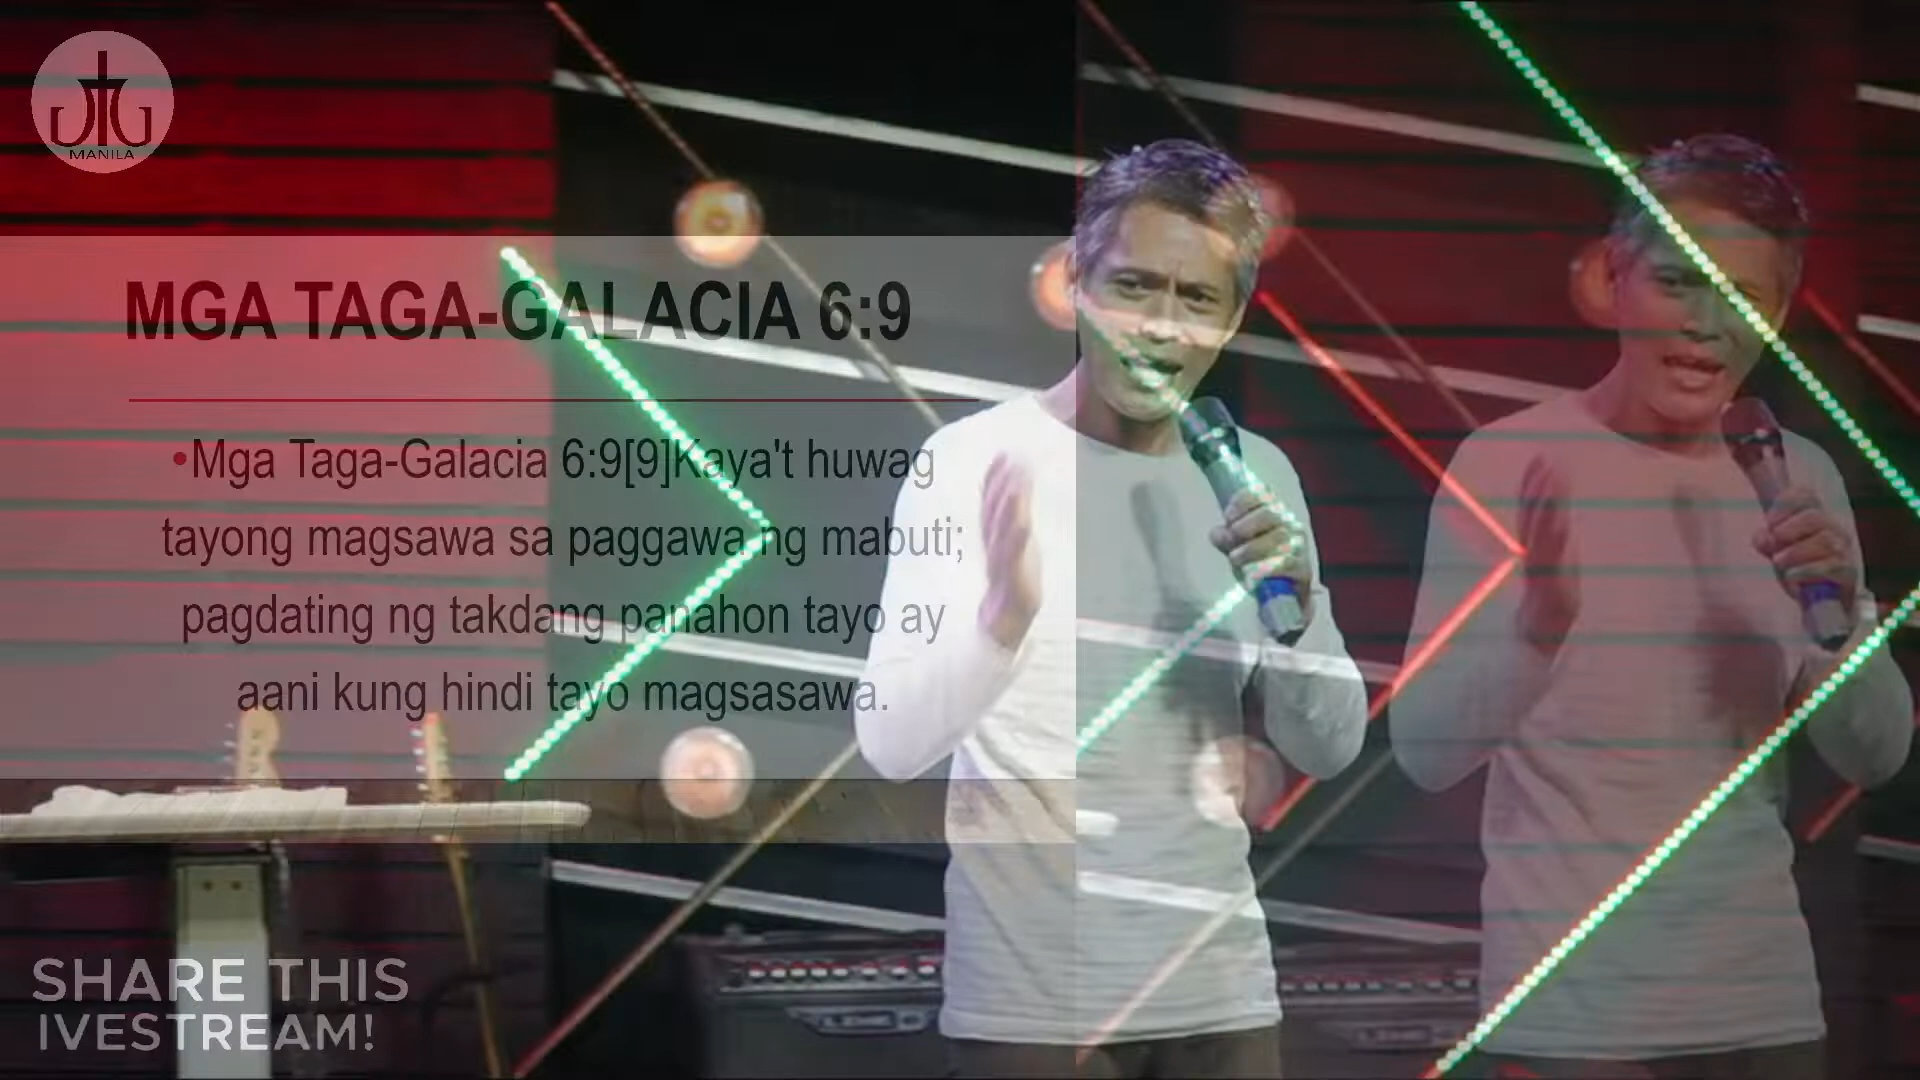 MANILA
MGA TAGA-GALACIA 6:9
•Mga Taga-Galacia 6:9[9]Kaya't huwag
tayong magsawa sa paggawa ng mabuti;
pagdating ng takdang panahon tayo ay
aani kung hindi tayo magsasawa.
SHARE THIS
IVESTREAM!